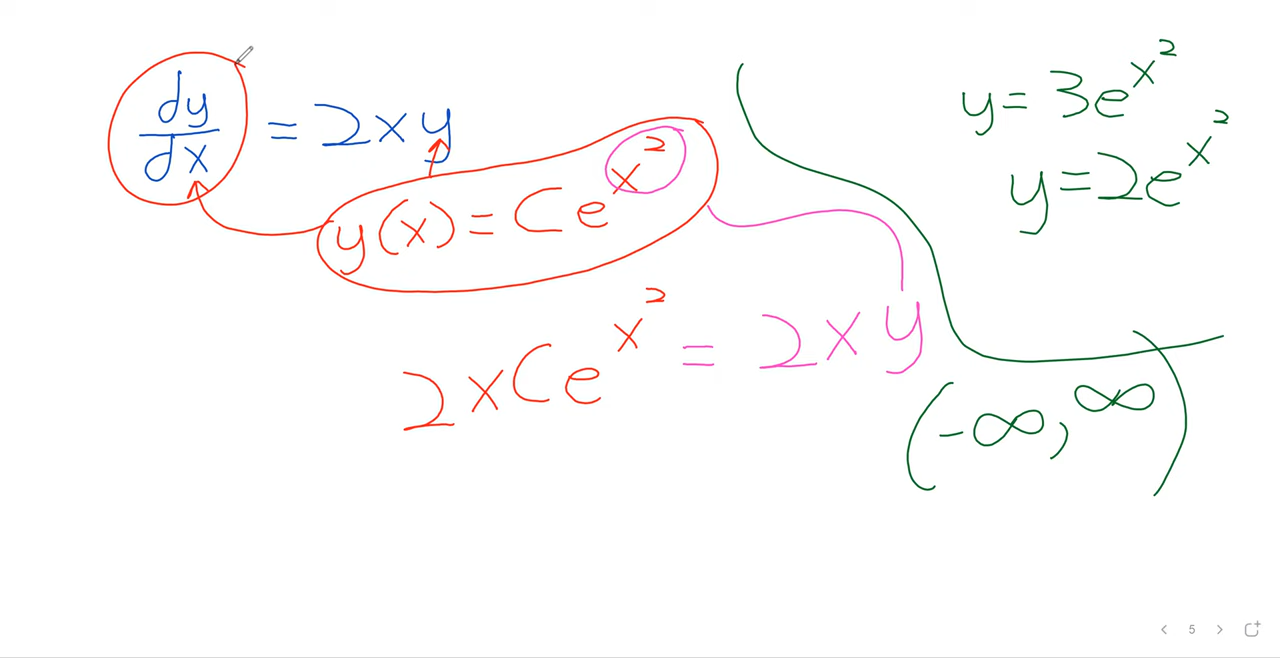 dy/dx = 2xy
y(x) = Ce^x^2
2xCe^x^2 = 2xy
y = 3e^x^2
y = 2e^x^2
(-∞, ∞)
< 5 >